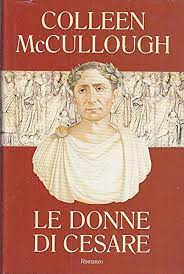 COLLEEN
McCULLOUGH
LE DONNE
DI CESARE
Romanzo